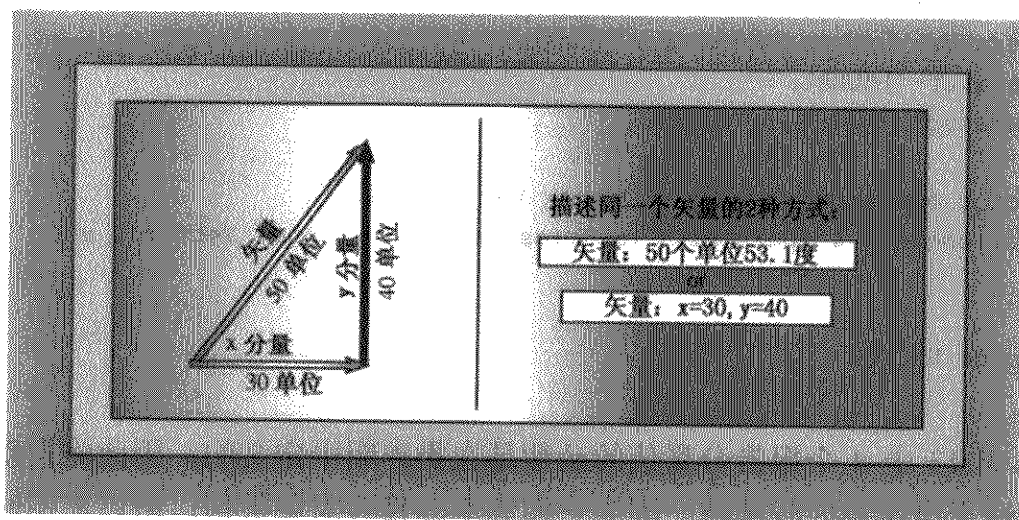 矢量
50 单位
y 分量
40 单位
x 分量
30 单位
描述同一个矢量的2种方式：
矢量：50个单位53.1度
or
矢量：x=30, y=40